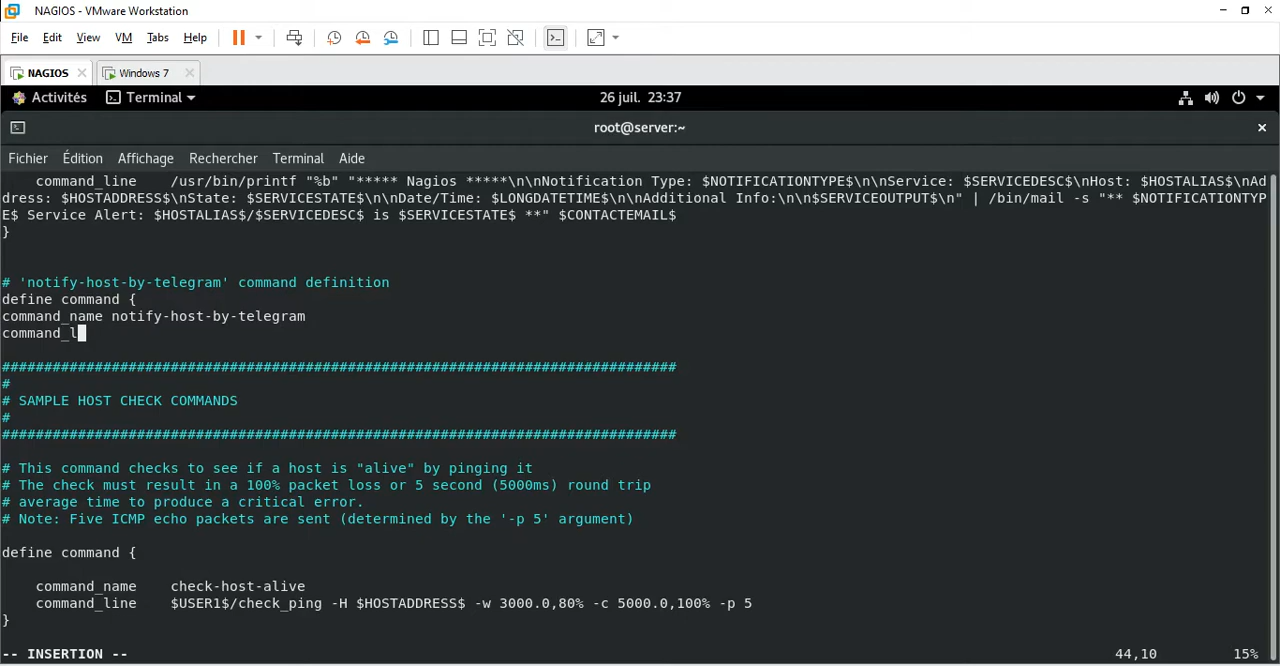 NAGIOS - VMware Workstation
File Edit View VM Tabs Help
NAGIOS Windows 7
Activités Terminal 26 juil. 23:37
root@server:~
Fichier Édition Affichage Rechercher Terminal Aide
command_line /usr/bin/printf "%b" "***** Nagios *****\n\nNotification Type: $NOTIFICATIONTYPE$\n\nService: $SERVICEDESC$\nHost: $HOSTALIAS$\nAd
dress: $HOSTADDRESS$\nState: $SERVICESTATE$\n\nDate/Time: $LONGDATETIME$\n\nAdditional Info:\n\n$SERVICEOUTPUT$\n" | /bin/mail -s "** $NOTIFICATIONTYP
E$ Service Alert: $HOSTALIAS$/$SERVICEDESC$ is $SERVICESTATE$ **" $CONTACTEMAIL$
}
# 'notify-host-by-telegram' command definition
define command {
command_name notify-host-by-telegram
command_l
################################################################################
#
# SAMPLE HOST CHECK COMMANDS
#
################################################################################
# This command checks to see if a host is "alive" by pinging it
# The check must result in a 100% packet loss or 5 second (5000ms) round trip
# average time to produce a critical error.
# Note: Five ICMP echo packets are sent (determined by the '-p 5' argument)
define command {
command_name check-host-alive
command_line $USER1$/check_ping -H $HOSTADDRESS$ -w 3000.0,80% -c 5000.0,100% -p 5
}
-- INSERTION -- 44,10 15%